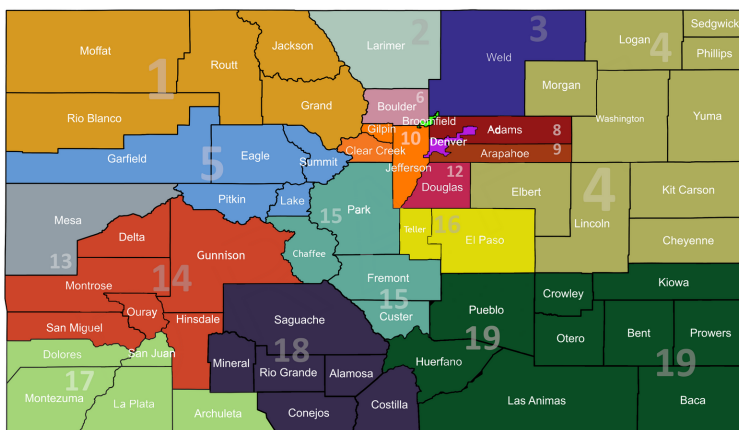 Moffat
Routt
Jackson
Larimer
2
Weld
3
Logan
4
Sedgwick
Phillips
1
Grand
Morgan
Rio Blanco
Boulder
6
Broomfield
Washington
Yuma
Garfield
5
Eagle
Summit
Gilpin
Clear Creek
10
Jefferson
Denver
Adams
8
Arapahoe
9
Mesa
13
Pitkin
Lake
Park
15
Douglas
12
Elbert
4
Lincoln
Kit Carson
Cheyenne
Delta
Gunnison
Chaffee
Teller
16
El Paso
Montrose
14
Fremont
15
Custer
Pueblo
Crowley
Kiowa
Ouray
San Miguel
Hinsdale
Saguache
18
19
Otero
Bent
Prowers
19
Dolores
San Juan
17
Montezuma
La Plata
Archuleta
Mineral
Rio Grande
Alamosa
Huerfano
Conejos
Costilla
Las Animas
Baca